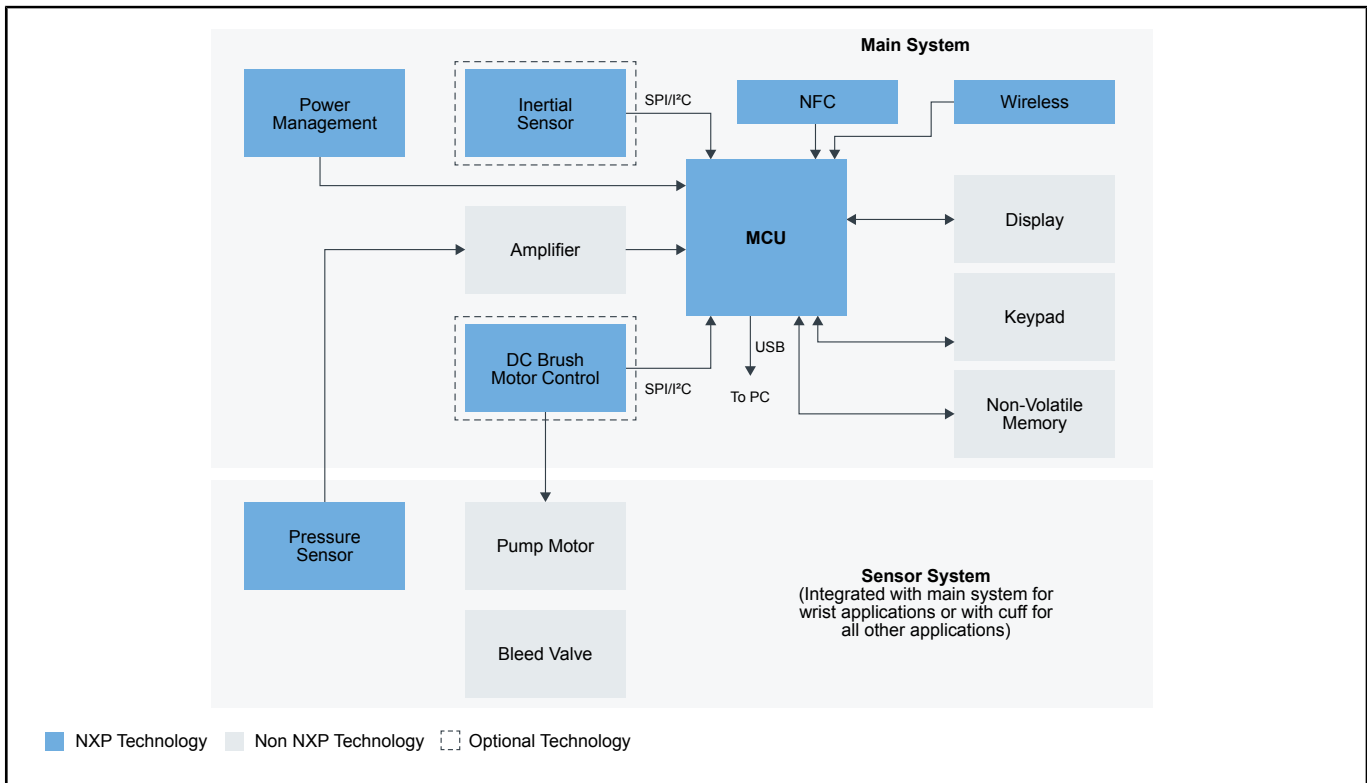 Main System
Power
Management
Inertial
Sensor
SPI/I²C
NFC
Wireless
MCU
Amplifier
Display
Keypad
DC Brush
Motor Control
SPI/I²C
USB
To PC
Non-Volatile
Memory
Pressure
Sensor
Pump Motor
Bleed Valve
Sensor System
(Integrated with main system for
wrist applications or with cuff for
all other applications)
NXP Technology
Non NXP Technology
Optional Technology